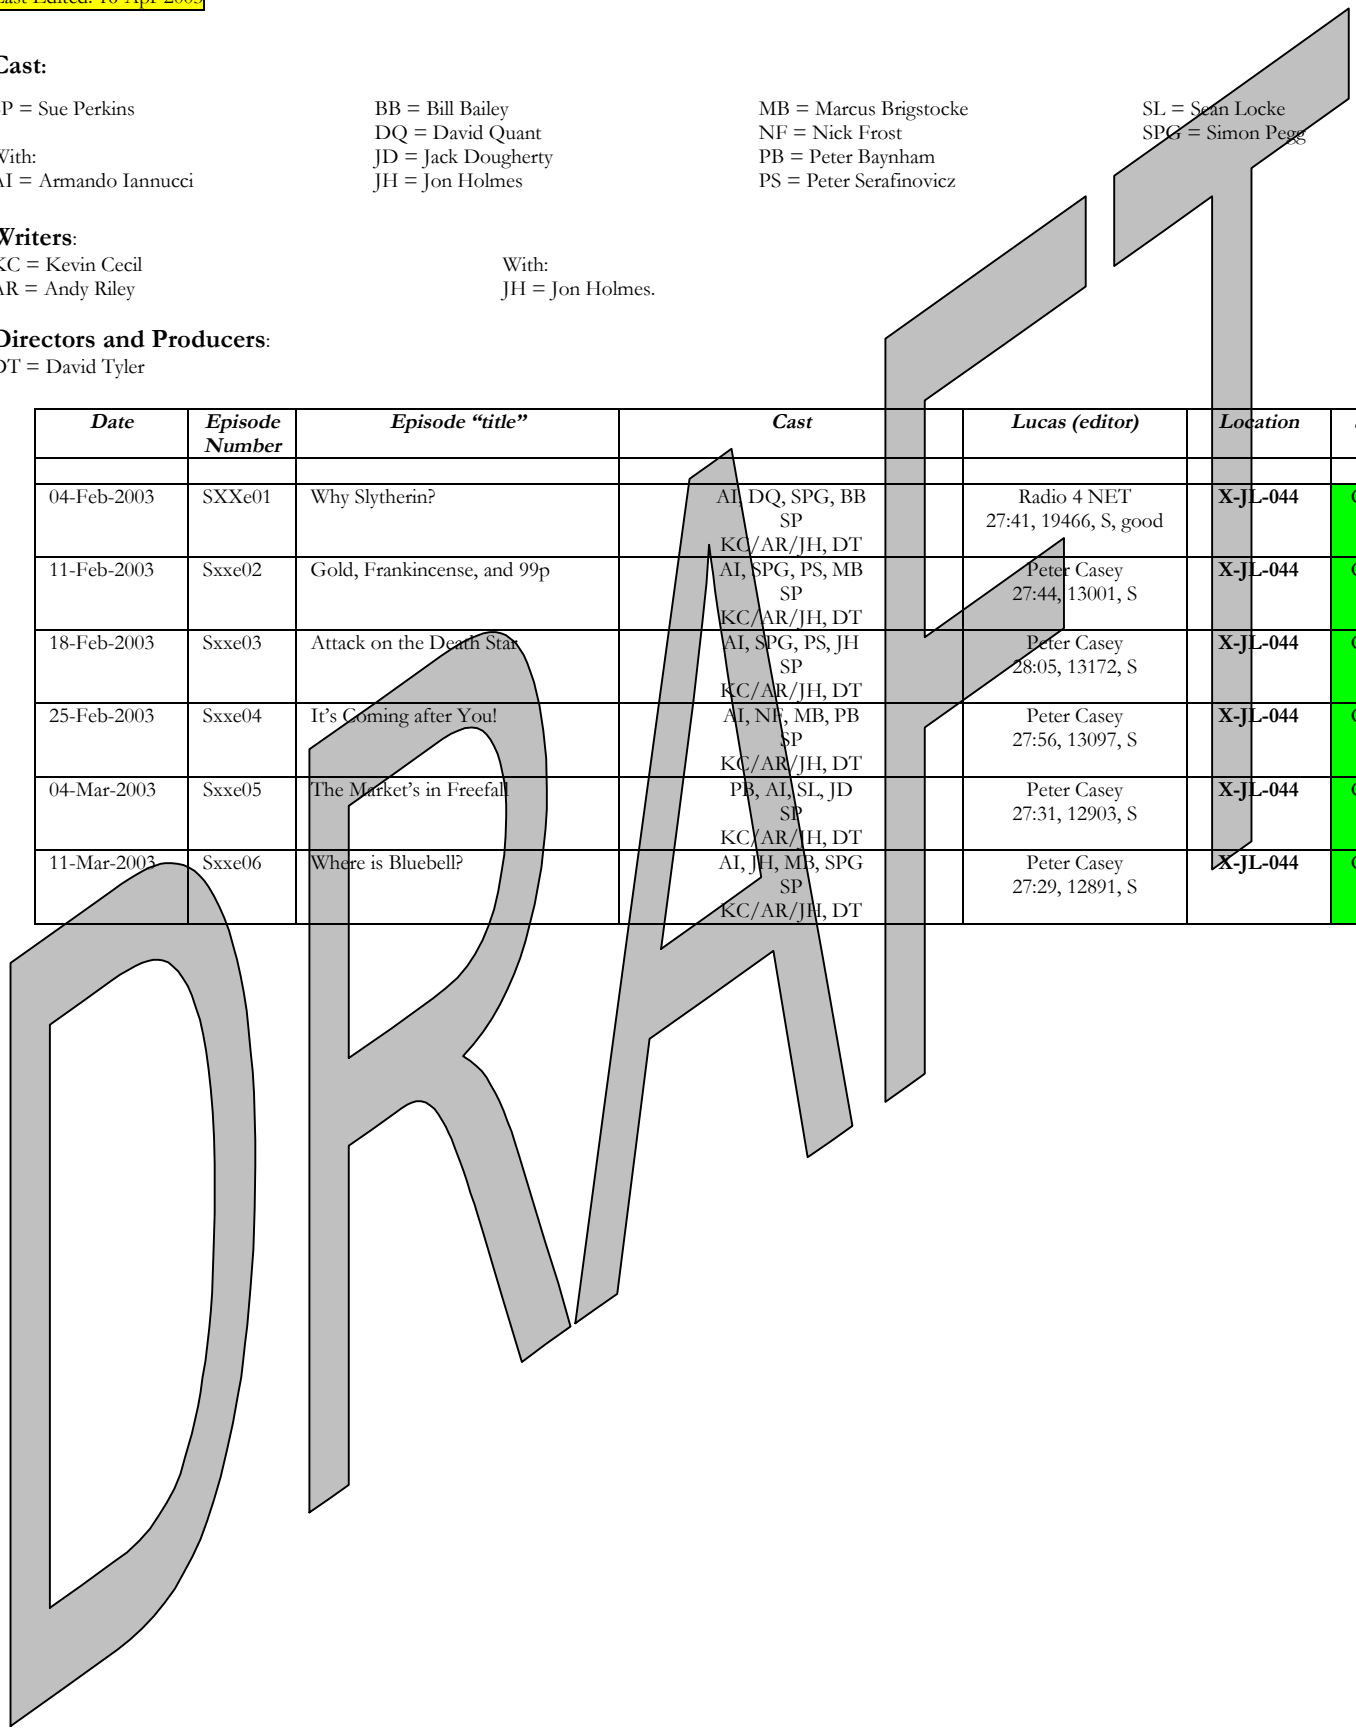 Last Edited: 16-Apr-2003
Cast:
SP = Sue Perkins BB = Bill Bailey MB = Marcus Brigstocke SL = Sean Locke
DQ = David Quant NF = Nick Frost SPG = Simon Pegg
With: JD = Jack Dougherty PB = Peter Baynham
AI = Armando Iannucci JH = Jon Holmes PS = Peter Serafinovicz
Writers:
KC = Kevin Cecil With:
AR = Andy Riley JH = Jon Holmes.
Directors and Producers:
DT = David Tyler
Date Episode Episode “title” Cast Lucas (editor) Location
Number
04-Feb-2003 SXXe01 Why Slytherin? AI, DQ, SPG, BB Radio 4 NET X-JL-044
SP 27:41, 19466, S, good
KC/AR/JH, DT
11-Feb-2003 Sxxe02 Gold, Frankincense, and 99p AI, SPG, PS, MB Peter Casey X-JL-044
SP 27:44, 13001, S
KC/AR/JH, DT
18-Feb-2003 Sxxe03 Attack on the Death Star AI, SPG, PS, JH Peter Casey X-JL-044
SP 28:05, 13172, S
KC/AR/JH, DT
25-Feb-2003 Sxxe04 It’s Coming after You! AI, NF, MB, PB Peter Casey X-JL-044
SP 27:56, 13097, S
KC/AR/JH, DT
04-Mar-2003 Sxxe05 The Market’s in Freefall PB, AI, SL, JD Peter Casey X-JL-044
SP 27:31, 12903, S
KC/AR/JH, DT
11-Mar-2003 Sxxe06 Where is Bluebell? AI, JH, MB, SPG Peter Casey X-JL-044
SP 27:29, 12891, S
KC/AR/JH, DT
DRAFT